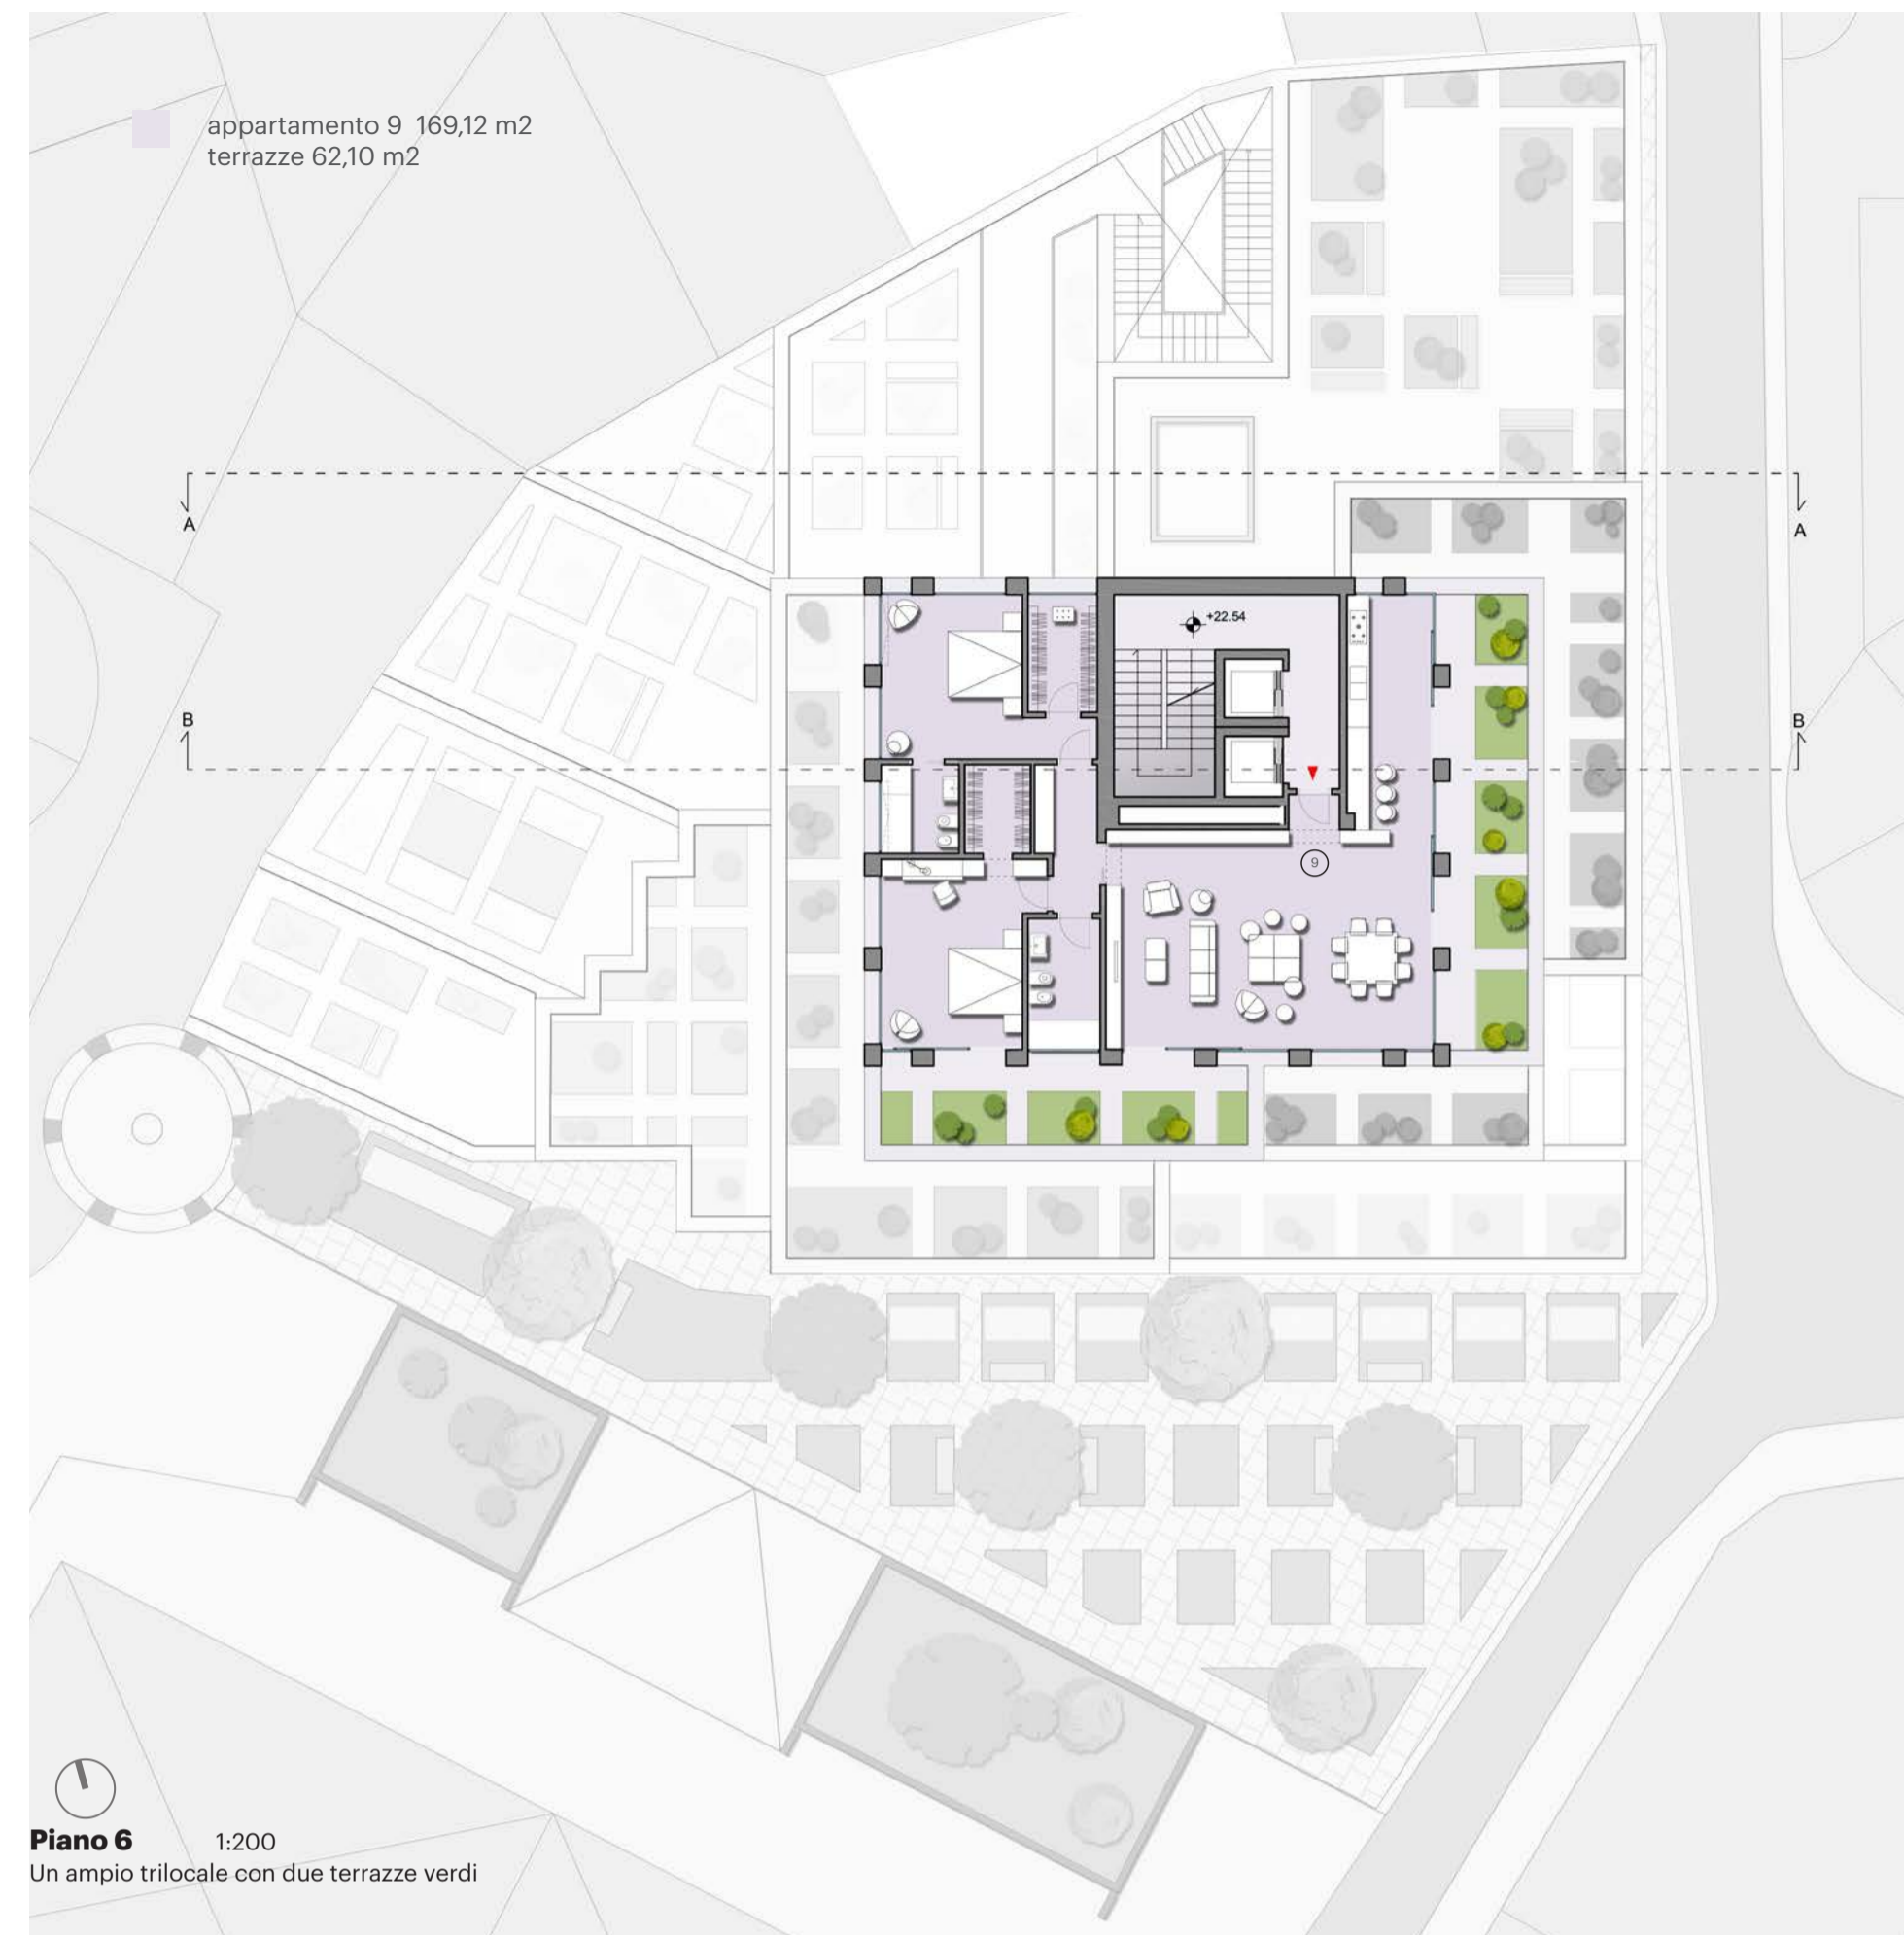 appartamento 9 169,12 m2
terrazze 62,10 m2
A
A
+22.54
B
B
9
Piano 6 1:200
Un ampio trilocale con due terrazze verdi